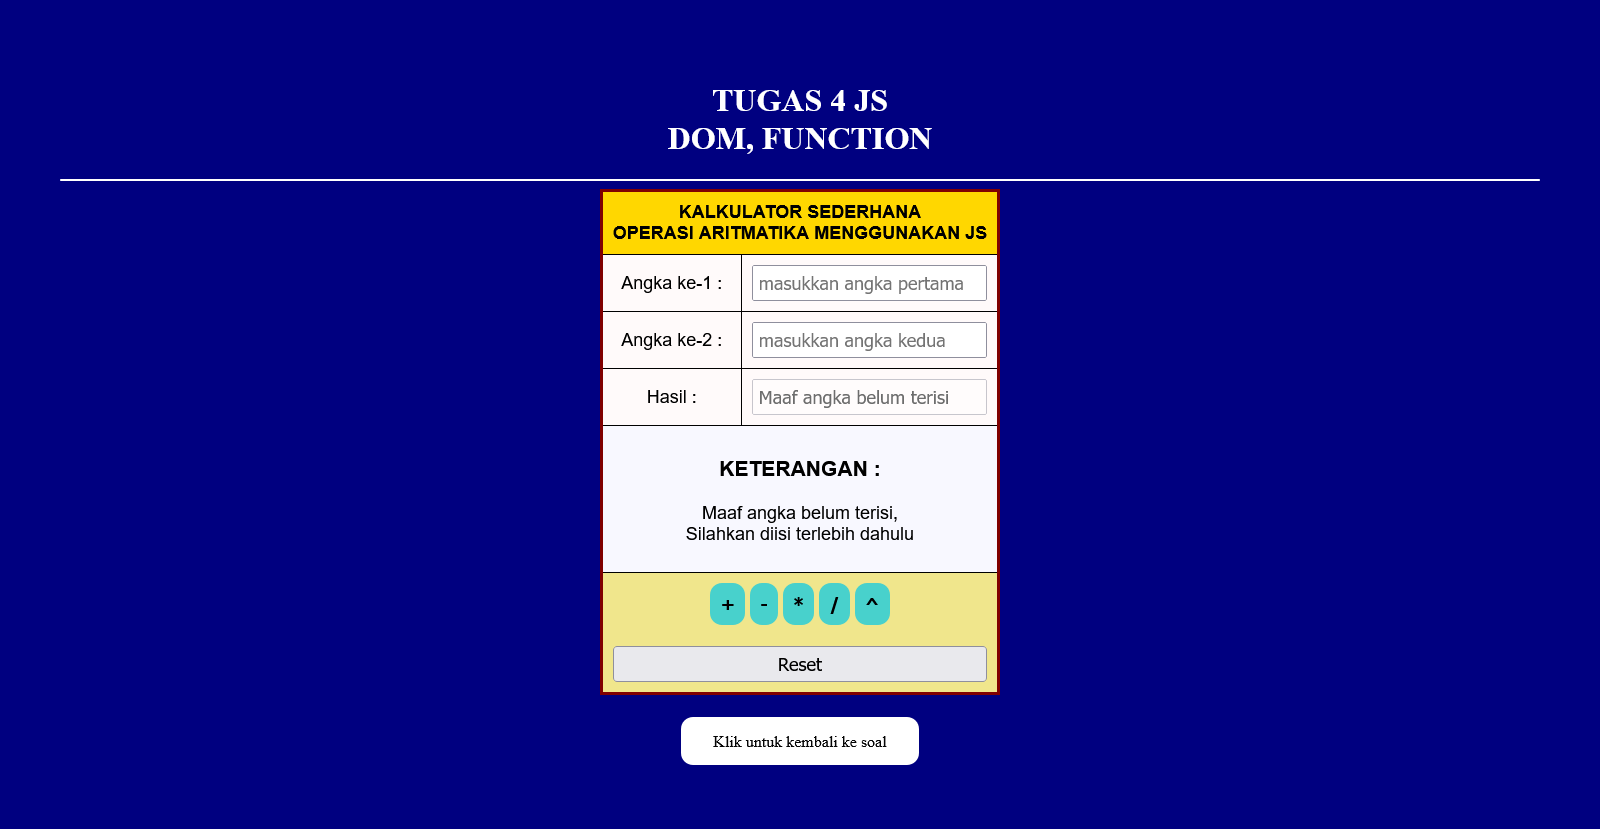 TUGAS 4 JS
DOM, FUNCTION
KALKULATOR SEDERHANA
OPERASI ARITMATIKA MENGGUNAKAN JS
Angka ke-1 : masukkan angka pertama
Angka ke-2 : masukkan angka kedua
Hasil : Maaf angka belum terisi
KETERANGAN :
Maaf angka belum terisi,
Silahkan diisi terlebih dahulu
+ - * / ^
Reset
Klik untuk kembali ke soal